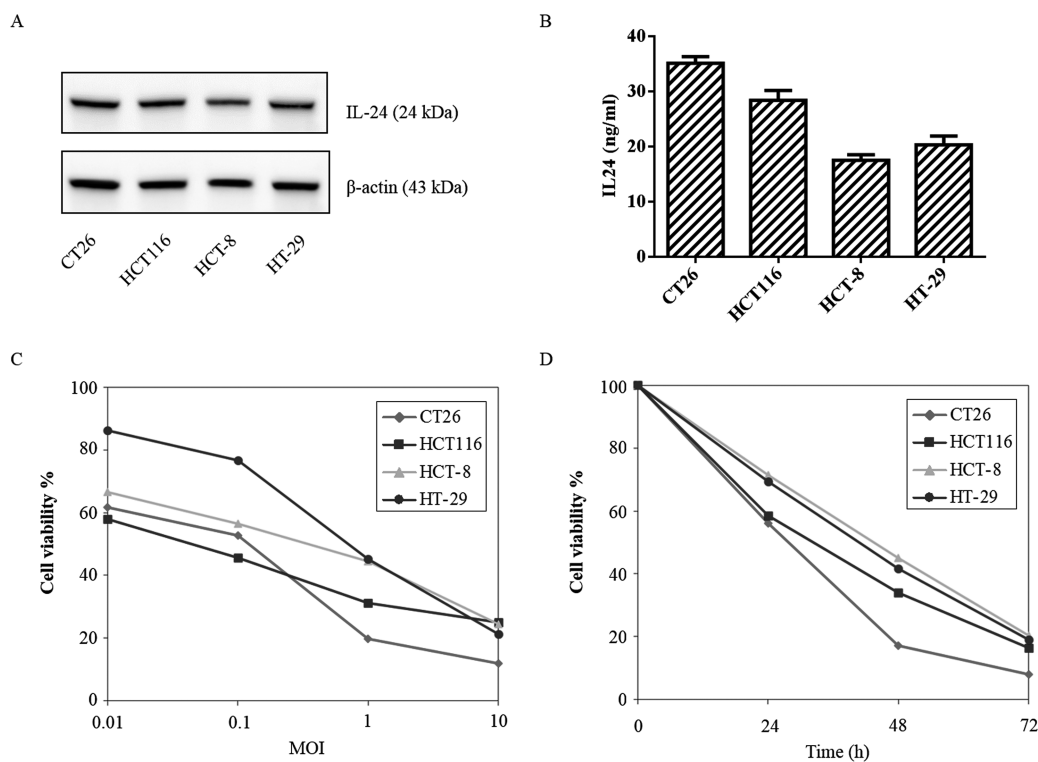 A
IL-24 (24 kDa)
β-actin (43 kDa)
CT26
HCT116
HCT-8
HT-29
B
IL24 (ng/ml)
40
30
20
10
0
CT26
HCT116
HCT-8
HT-29
C
Cell viability %
100
80
60
40
20
0
0.01
0.1
1
10
MOI
CT26
HCT116
HCT-8
HT-29
D
Cell viability %
100
80
60
40
20
0
0
24
48
72
Time (h)
CT26
HCT116
HCT-8
HT-29